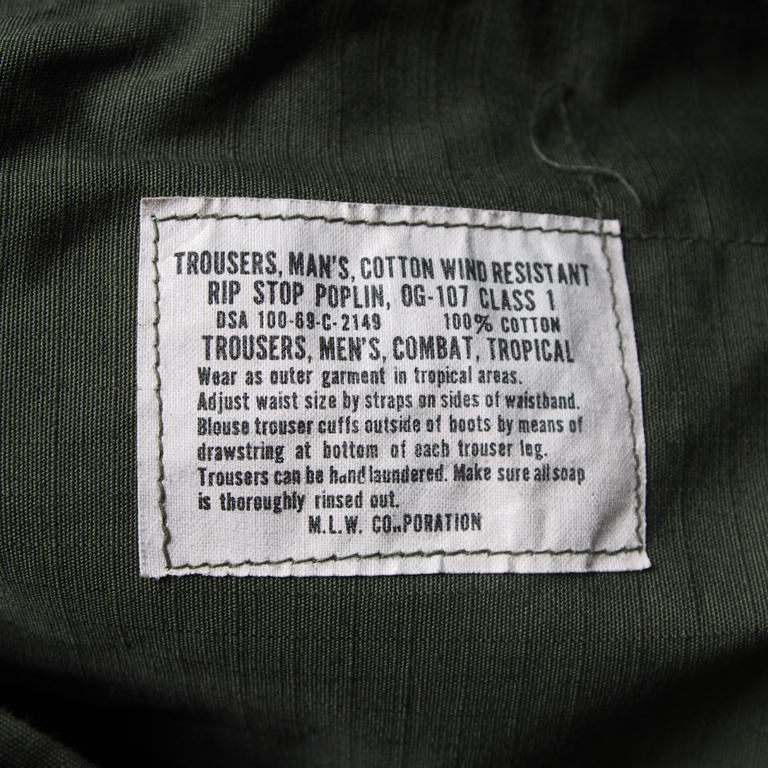 TROUSERS, MAN'S, COTTON WIND RESISTANT
RIP STOP POPLIN, OG-107 CLASS 1
DSA 100-69-C-2149 100% COTTON
TROUSERS, MEN'S, COMBAT, TROPICAL
Wear as outer garment in tropical areas.
Adjust waist size by straps on sides of waistband.
Blouse trouser cuffs outside of boots by means of
drawstring at bottom of each trouser leg.
Trousers can be hand laundered. Make sure all soap
is thoroughly rinsed out.
M.L.W. CORPORATION